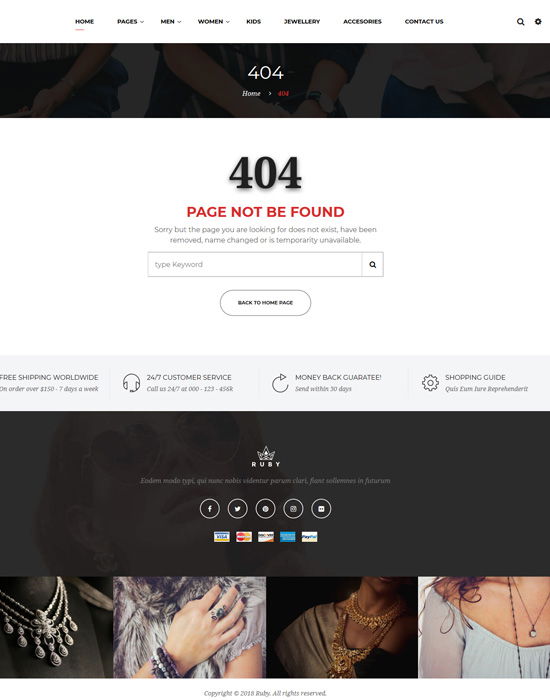 HOME PAGES MEN WOMEN KIDS JEWELLERY ACCESORIES CONTACT US
404
Home > 404
404
PAGE NOT BE FOUND
Sorry but the page you are looking for does not exist, have been
removed, name changed or is temporarity unavailable.
type Keyword
BACK TO HOME PAGE
FREE SHIPPING WORLDWIDE
On order over $150 - 7 days a week
24/7 CUSTOMER SERVICE
Call us 24/7 at 000 - 123 - 456k
MONEY BACK GUARATEE!
Send within 30 days
SHOPPING GUIDE
Quis Eum Iure Reprehenderit
RUBY
Eodem modo typi, qui nunc nobis videntur parum clari, fiant sollemnes in futurum
VISA PayPal
Copyright © 2018 Ruby. All rights reserved.